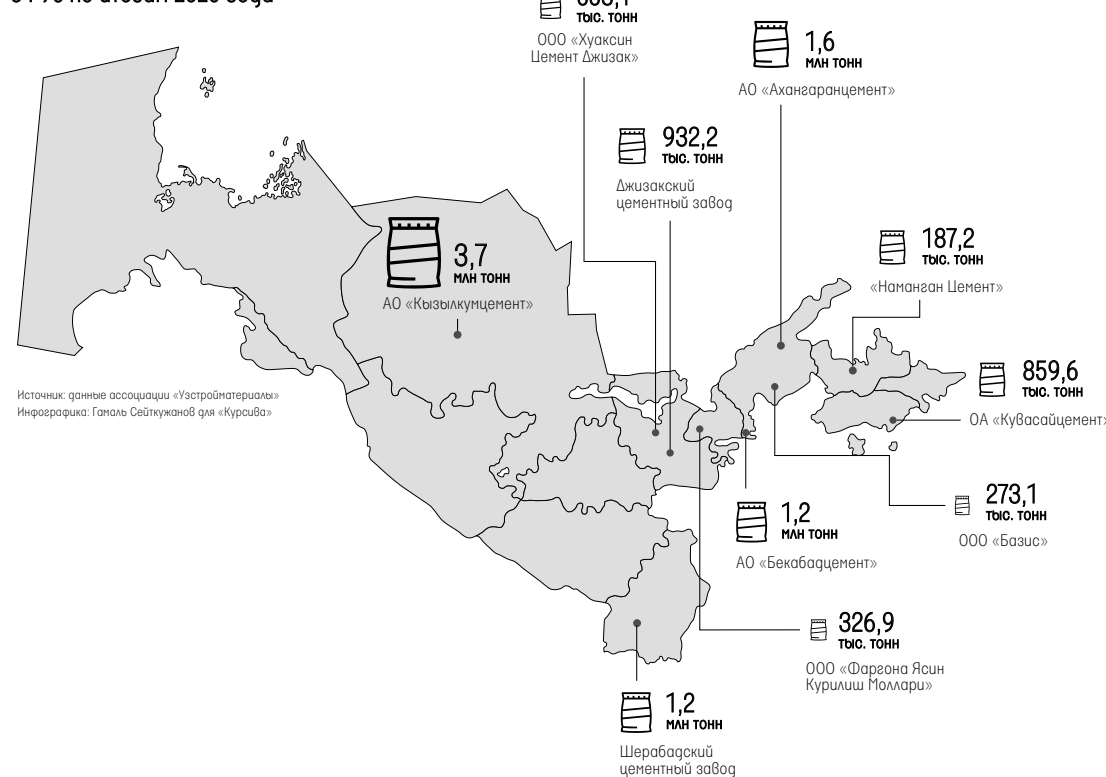 ТЫС. ТОНН
ООО «Хуаксин
Цемент Джизак»
1,6
МЛН ТОНН
АО «Ахангаранцемент»
932,2
ТЫС. ТОНН
Джизакский
цементный завод
3,7
МЛН ТОНН
АО «Кызылкумцемент»
187,2
ТЫС. ТОНН
«Наманган Цемент»
859,6
ТЫС. ТОНН
ОА «Кувасайцемент»
Источник: данные ассоциации «Узстройматериалы»
Инфографика: Гамаль Сейткужанов для «Курсива»
273,1
ТЫС. ТОНН
ООО «Базис»
1,2
МЛН ТОНН
АО «Бекабадцемент»
326,9
ТЫС. ТОНН
ООО «Фаргона Ясин
Курилиш Моллари»
1,2
МЛН ТОНН
Шерабадский
цементный завод